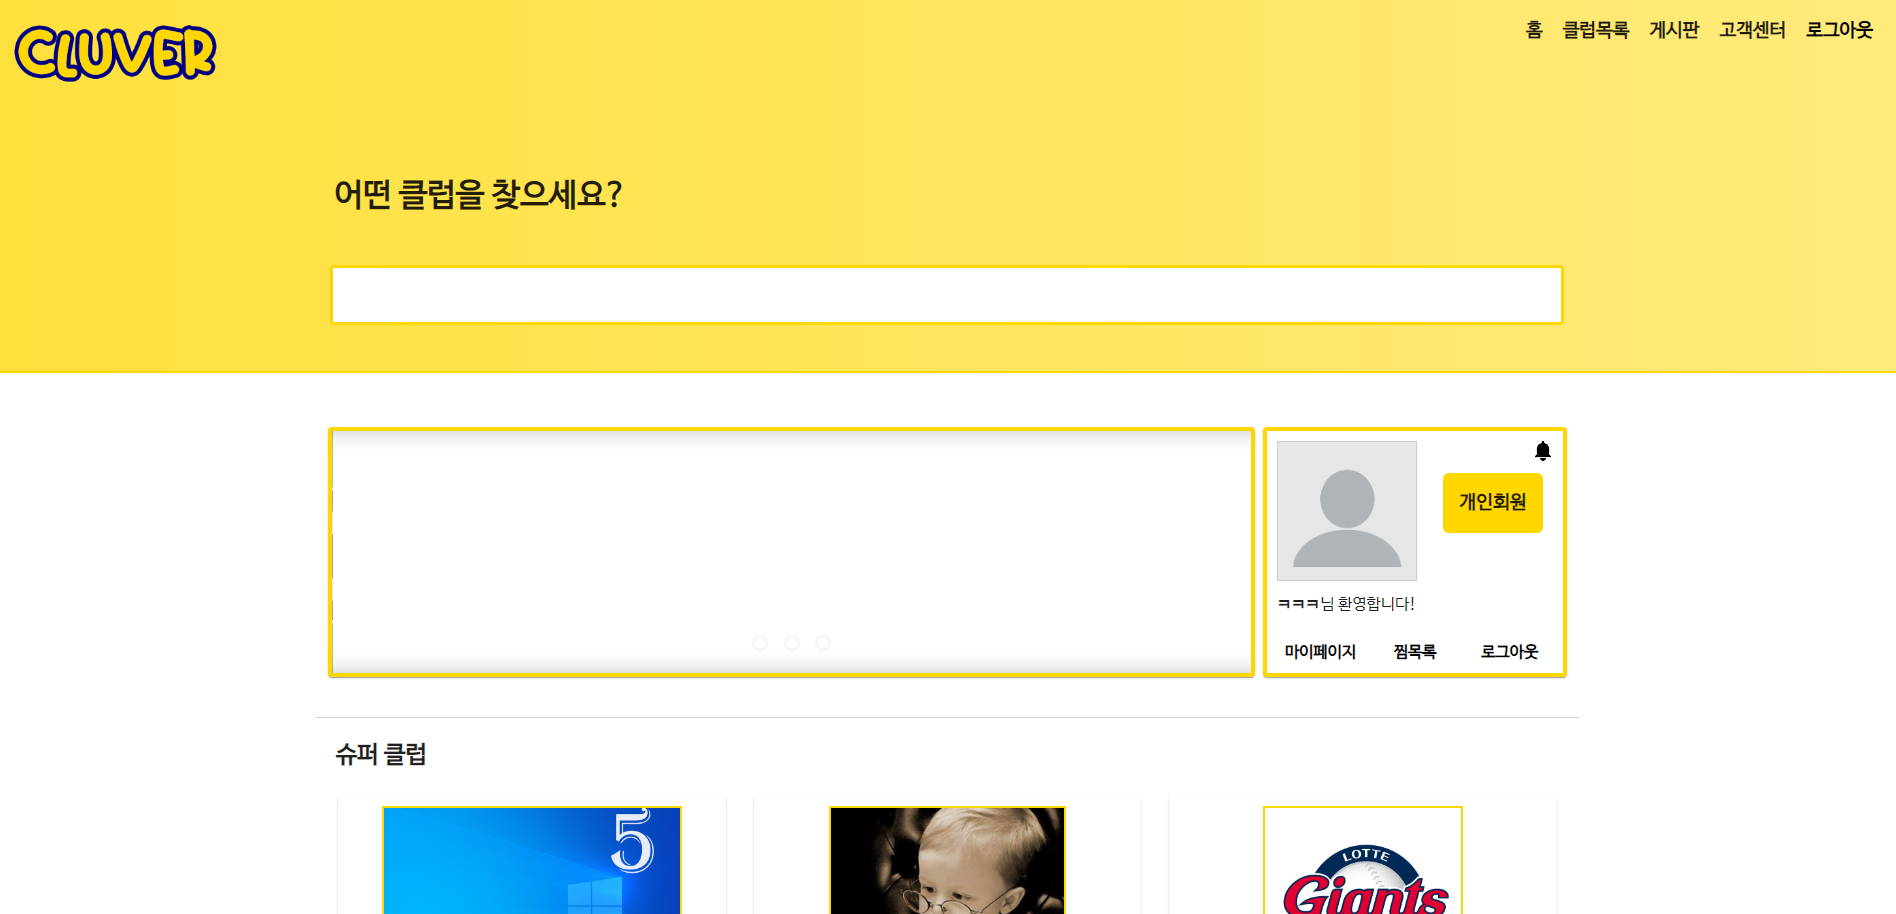 CLUVER
홈 클럽목록 게시판 고객센터 로그아웃
어떤 클럽을 찾으세요?
개인회원
ㅋㅋㅋ님 환영합니다!
마이페이지 찜목록 로그아웃
슈퍼 클럽
5
LOTTE
Giants